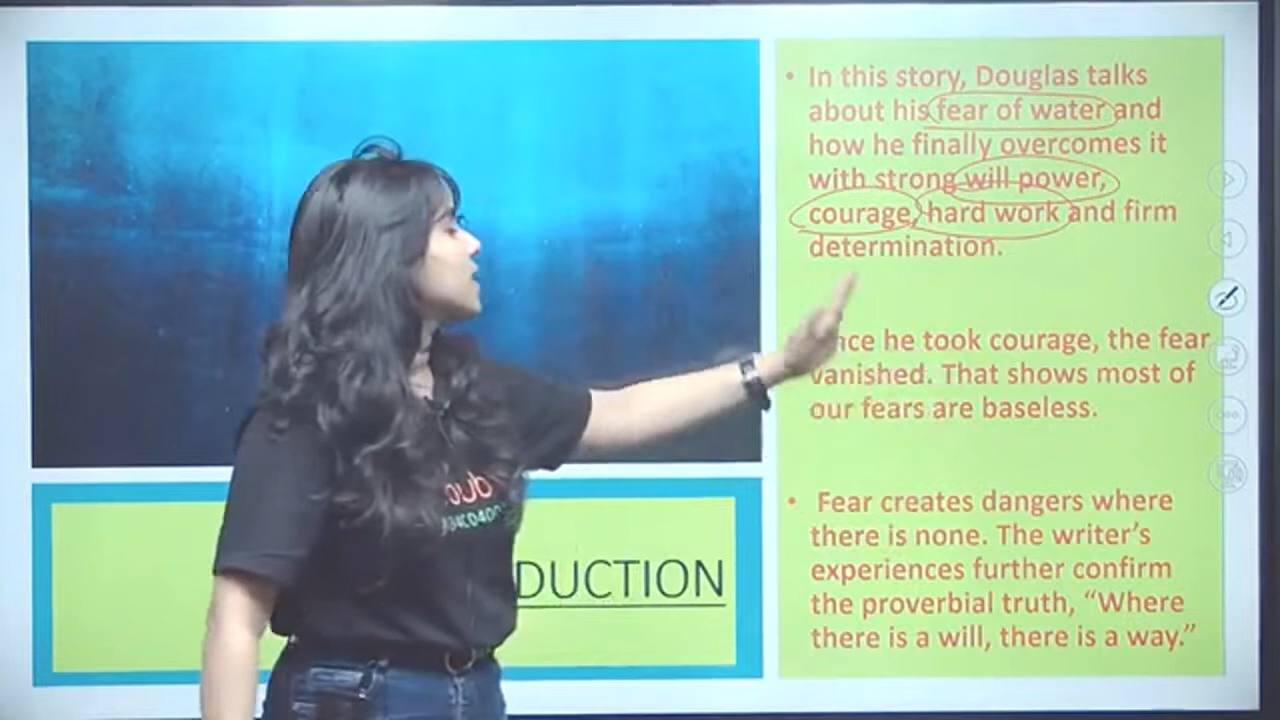 • In this story, Douglas talks
about his fear of water and
how he finally overcomes it
with strong will power,
courage, hard work and firm
determination.
he took courage, the fear
vanished. That shows most of
our fears are baseless.
• Fear creates dangers where
there is none. The writer’s
experiences further confirm
the proverbial truth, “Where
there is a will, there is a way.”
DUCTION
oub